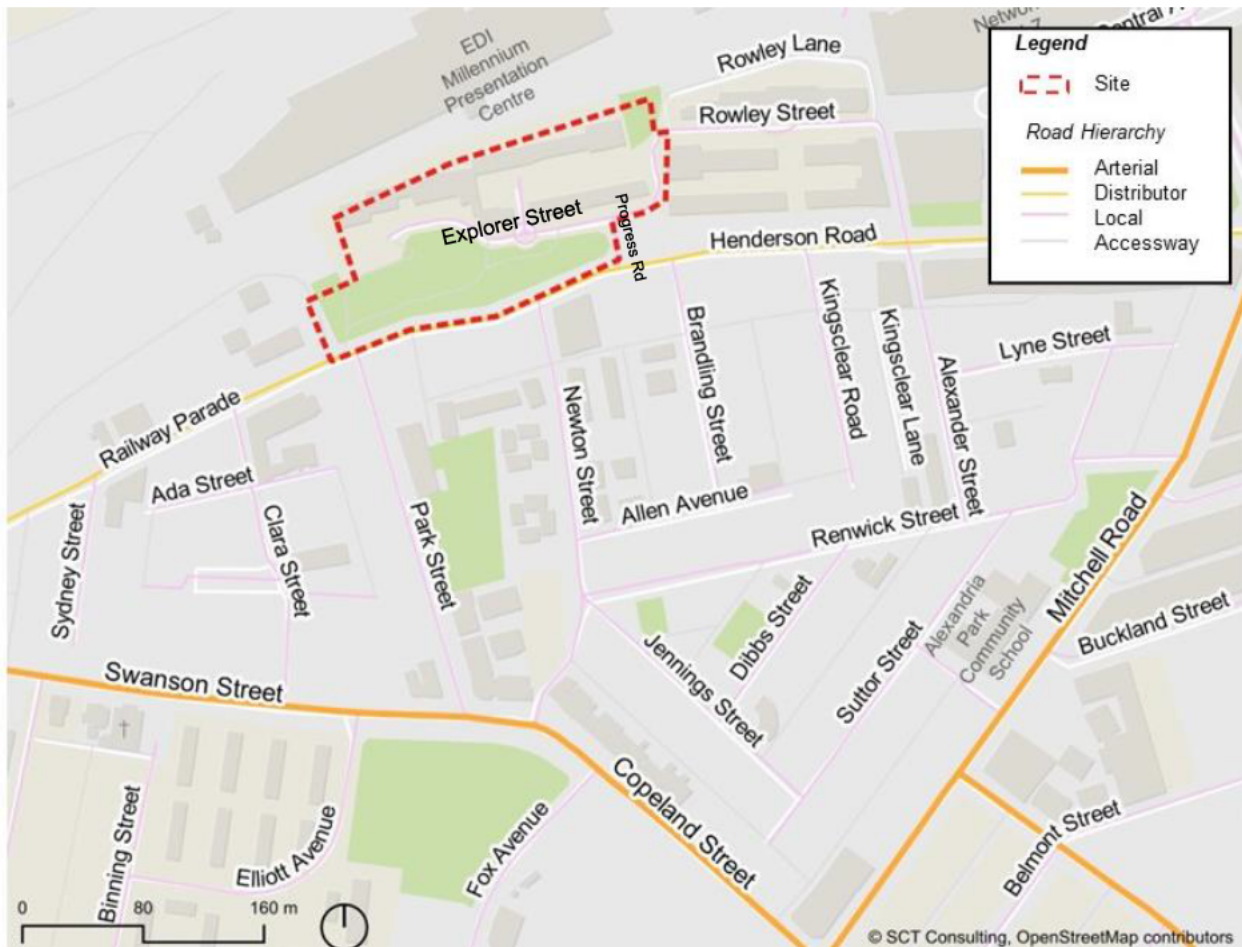 EDI
Millennium
Presentation
Centre
Network
Central A
Rowley Lane
Rowley Street
Explorer Street
Progress Rd
Henderson Road
Legend
Site
Road Hierarchy
Arterial
Distributor
Local
Accessway
Railway Parade
Brandling Street
Kingsclear Road
Kingsclear Lane
Alexander Street
Lyne Street
Newton Street
Ada Street
Sydney Street
Clara Street
Park Street
Allen Avenue
Renwick Street
Mitchell Road
Buckland Street
Alexandria
Park
Community
School
Dibbs Street
Jennings Street
Suttor Street
Swanson Street
Copeland Street
Belmont Street
Binning Street
Elliott Avenue
Fox Avenue
0 80 160 m
© SCT Consulting, OpenStreetMap contributors